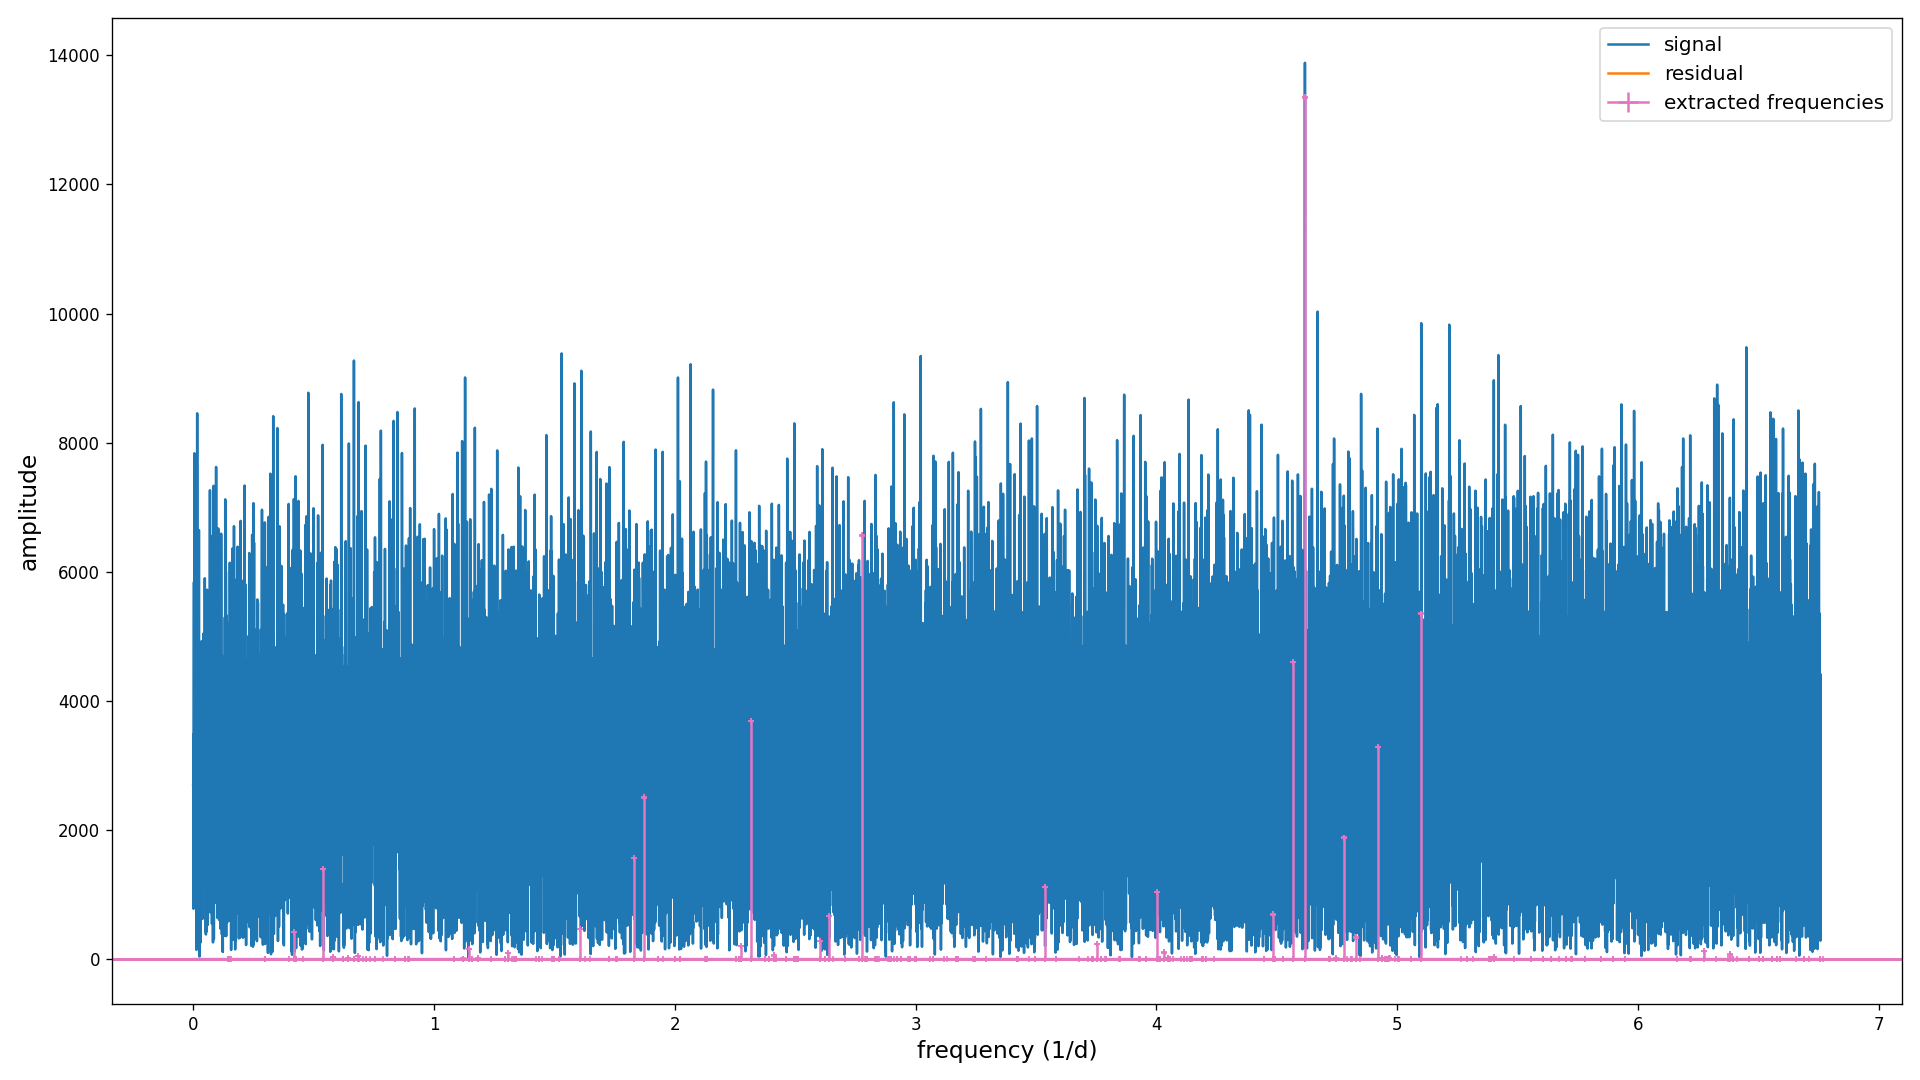 14000
12000
10000
8000
6000
4000
2000
0
amplitude
signal
residual
extracted frequencies
0 1 2 3 4 5 6 7
frequency (1/d)